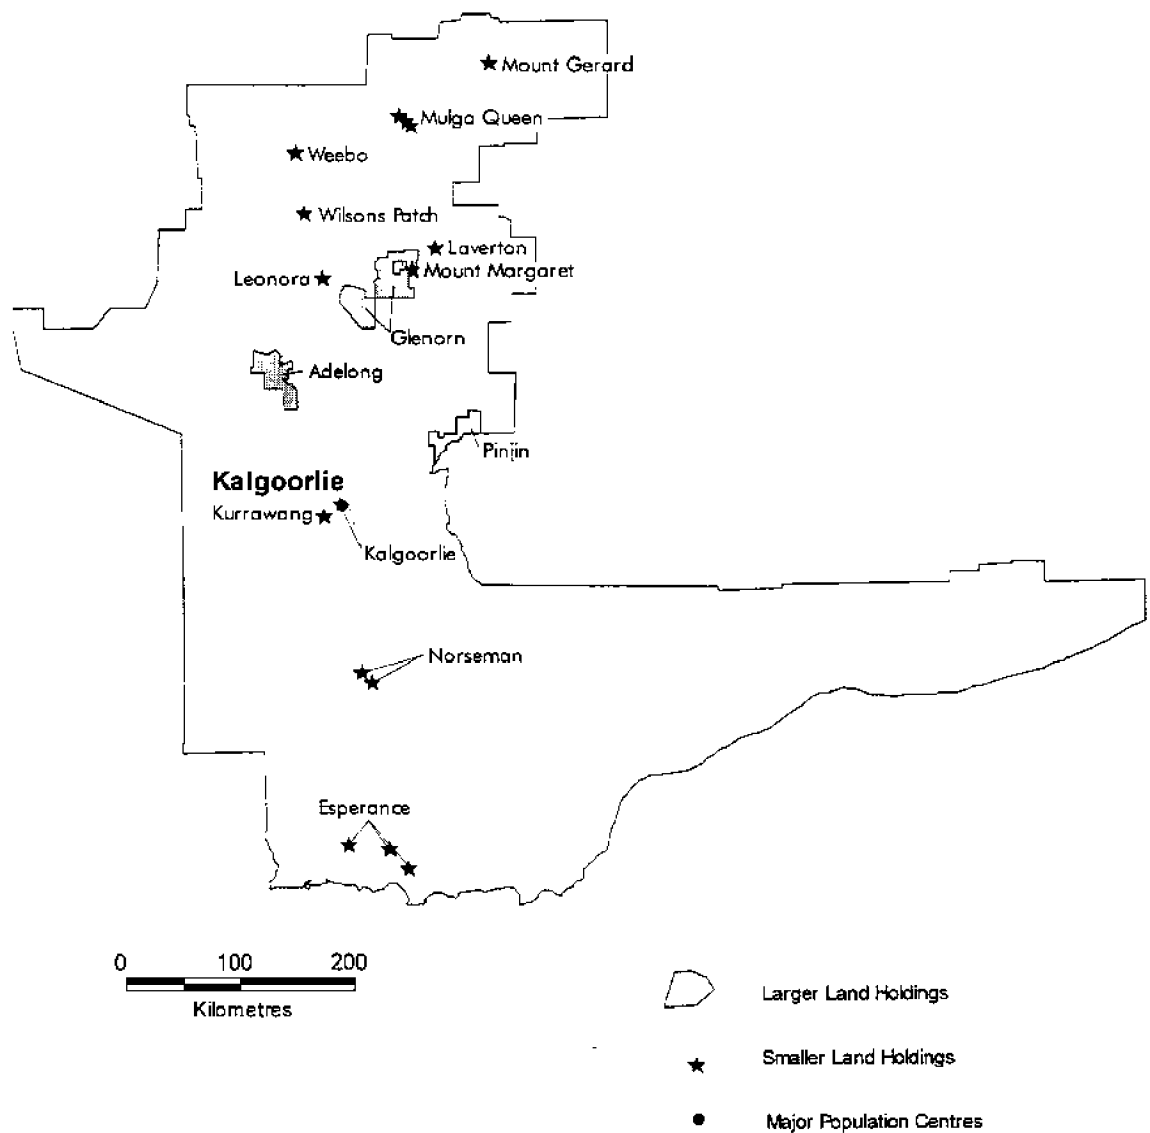 Mount Gerard
Mulga Queen
Weebo
Wilsons Patch
Laverton
Mount Margaret
Leonora
Glenorn
Adelong
Pinjin
Kalgoorlie
Kurrawang
Kalgoorlie
Norseman
Esperance
0 100 200
Kilometres
Larger Land Holdings
Smaller Land Holdings
Major Population Centres